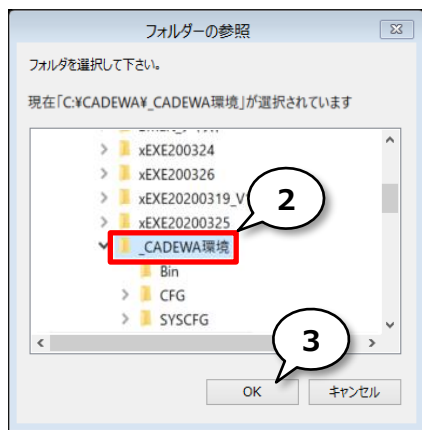 フォルダーの参照
フォルダを選択して下さい。
現在「C:¥CADEWA¥_CADEWA環境」が選択されています
xEXE200324
xEXE200326
xEXE20200319_V
2
xEXE20200325
_CADEWA環境
Bin
CFG
SYSCFG
3
OK
キャンセル